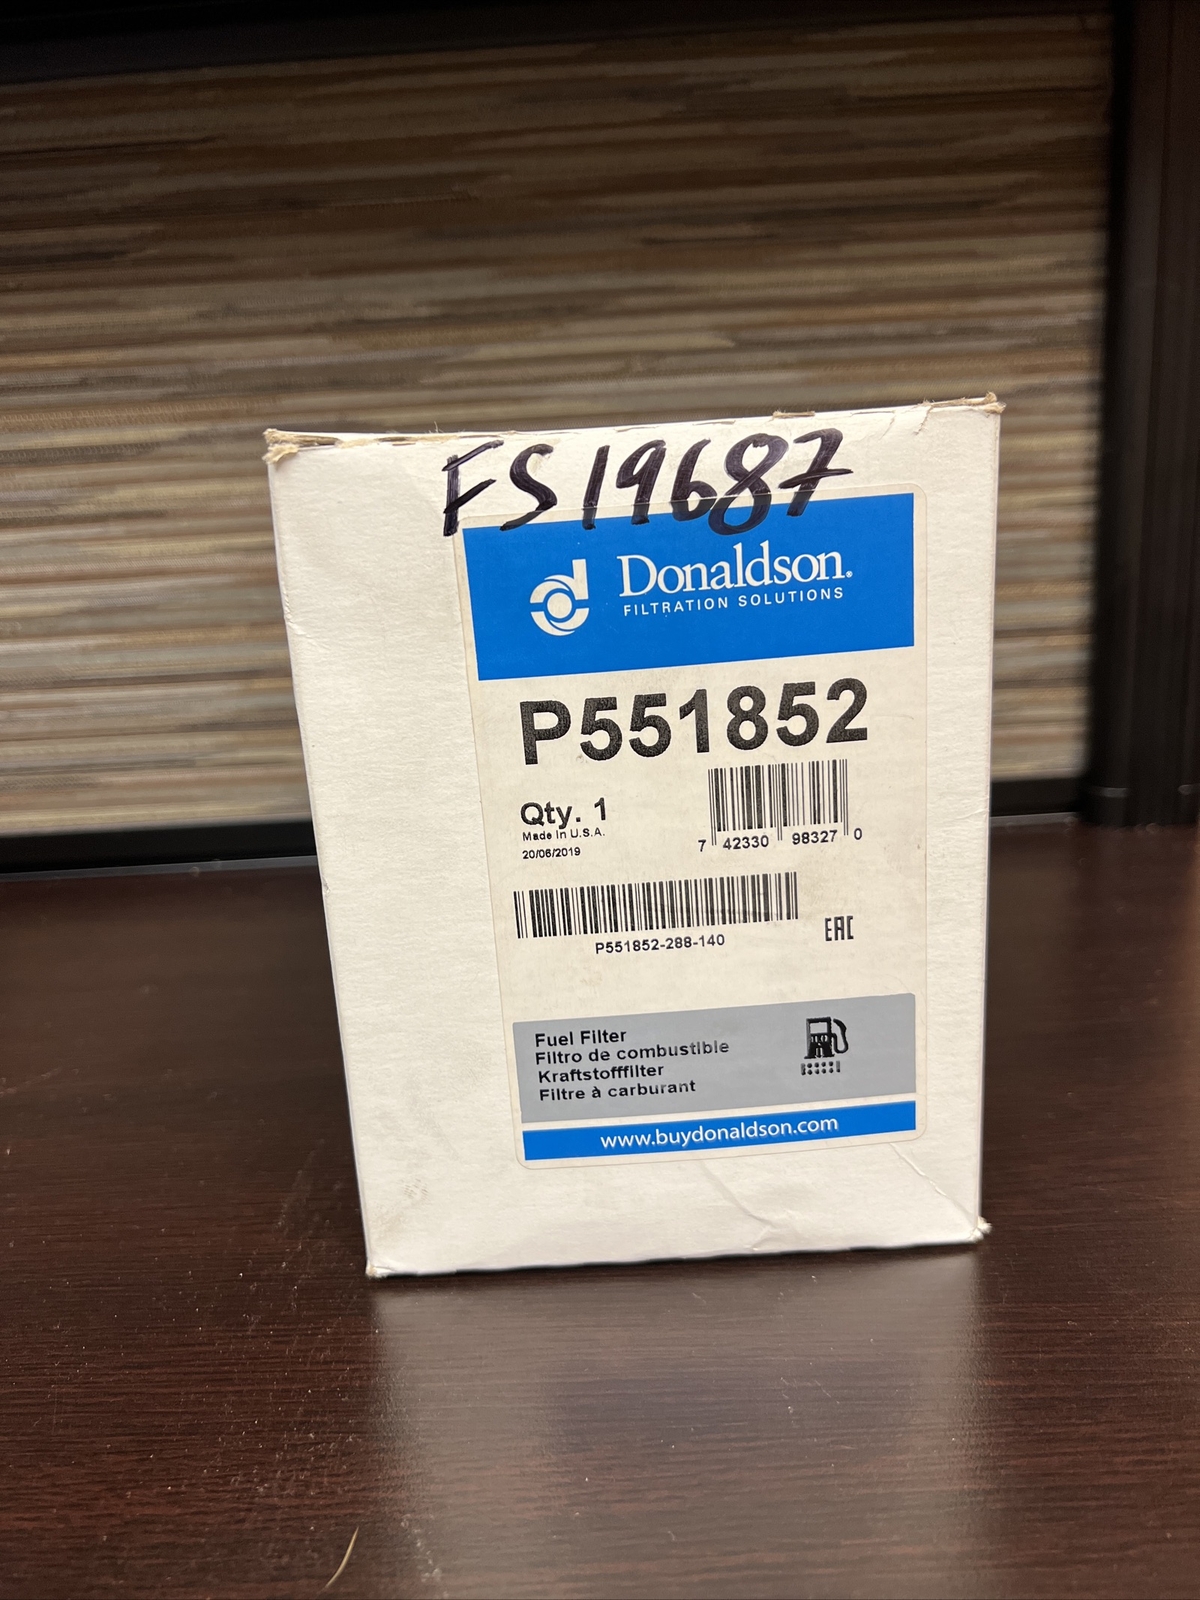 FS19687
Donaldson®
FILTRATION SOLUTIONS
P551852
Qty. 1
Made In U.S.A.
20/06/2019
7 42330 98327 0
P551852-288-140
EAC
Fuel Filter
Filtro de combustible
Kraftstofffilter
Filtre à carburant
www.buydonaldson.com